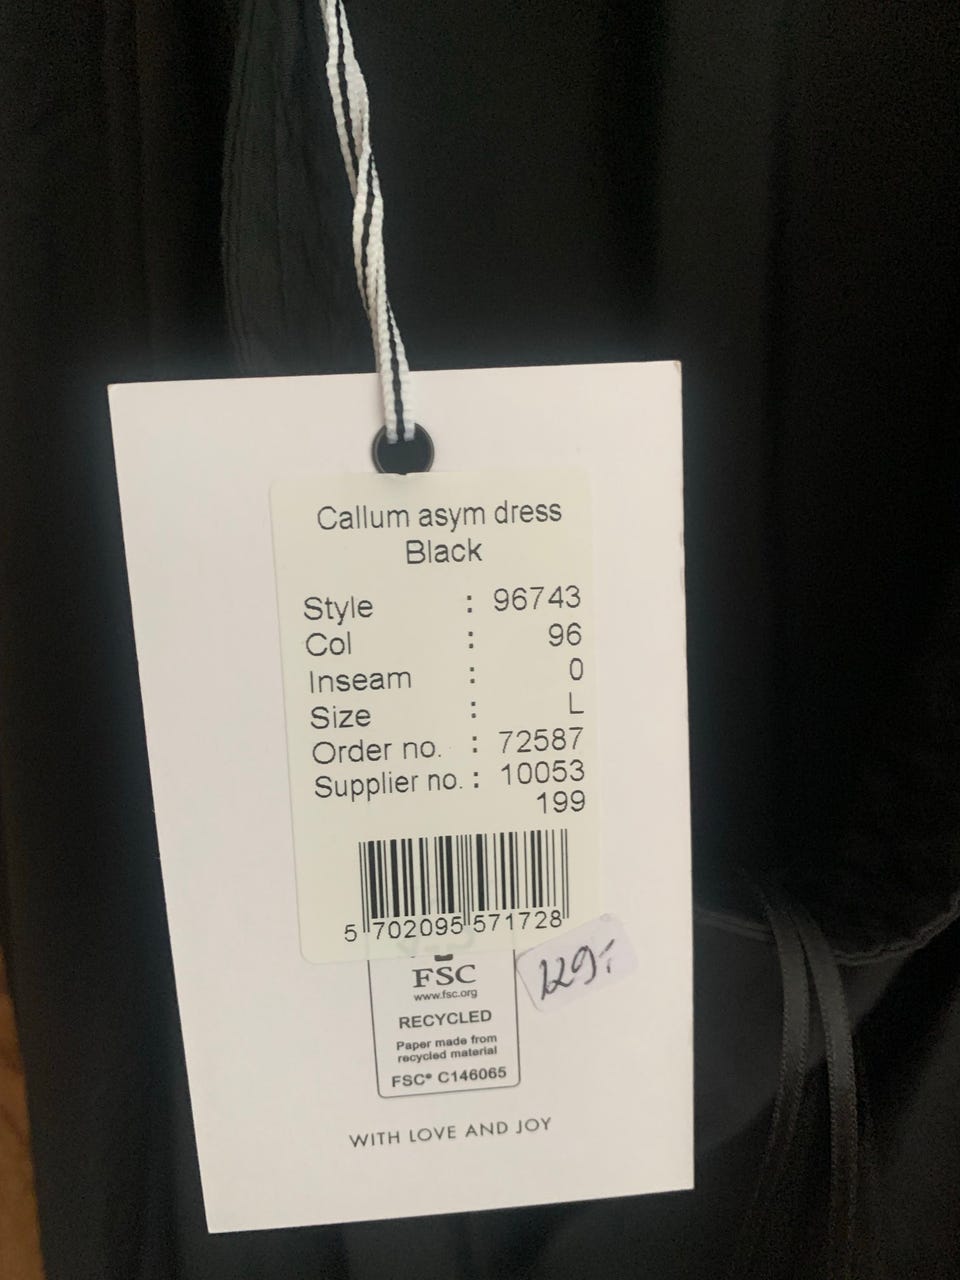 Callum asym dress
Black
Style : 96743
Col : 96
Inseam : 0
Size : L
Order no. : 72587
Supplier no. : 10053
199
5 702095 571728
FSC
www.fsc.org
RECYCLED
Paper made from
recycled material
FSC® C146065
129,-
WITH LOVE AND JOY